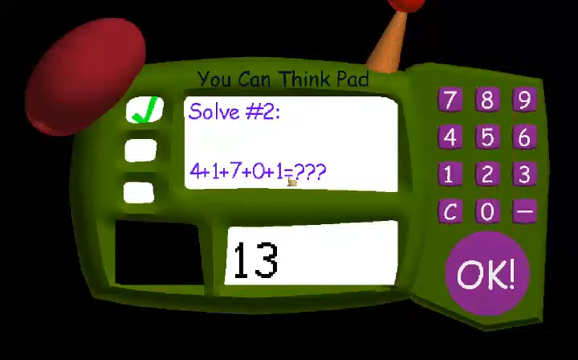 You Can Think Pad
Solve #2:
4+1+7+0+1=???
13
7 8 9
4 5 6
1 2 3
C 0 —
OK!